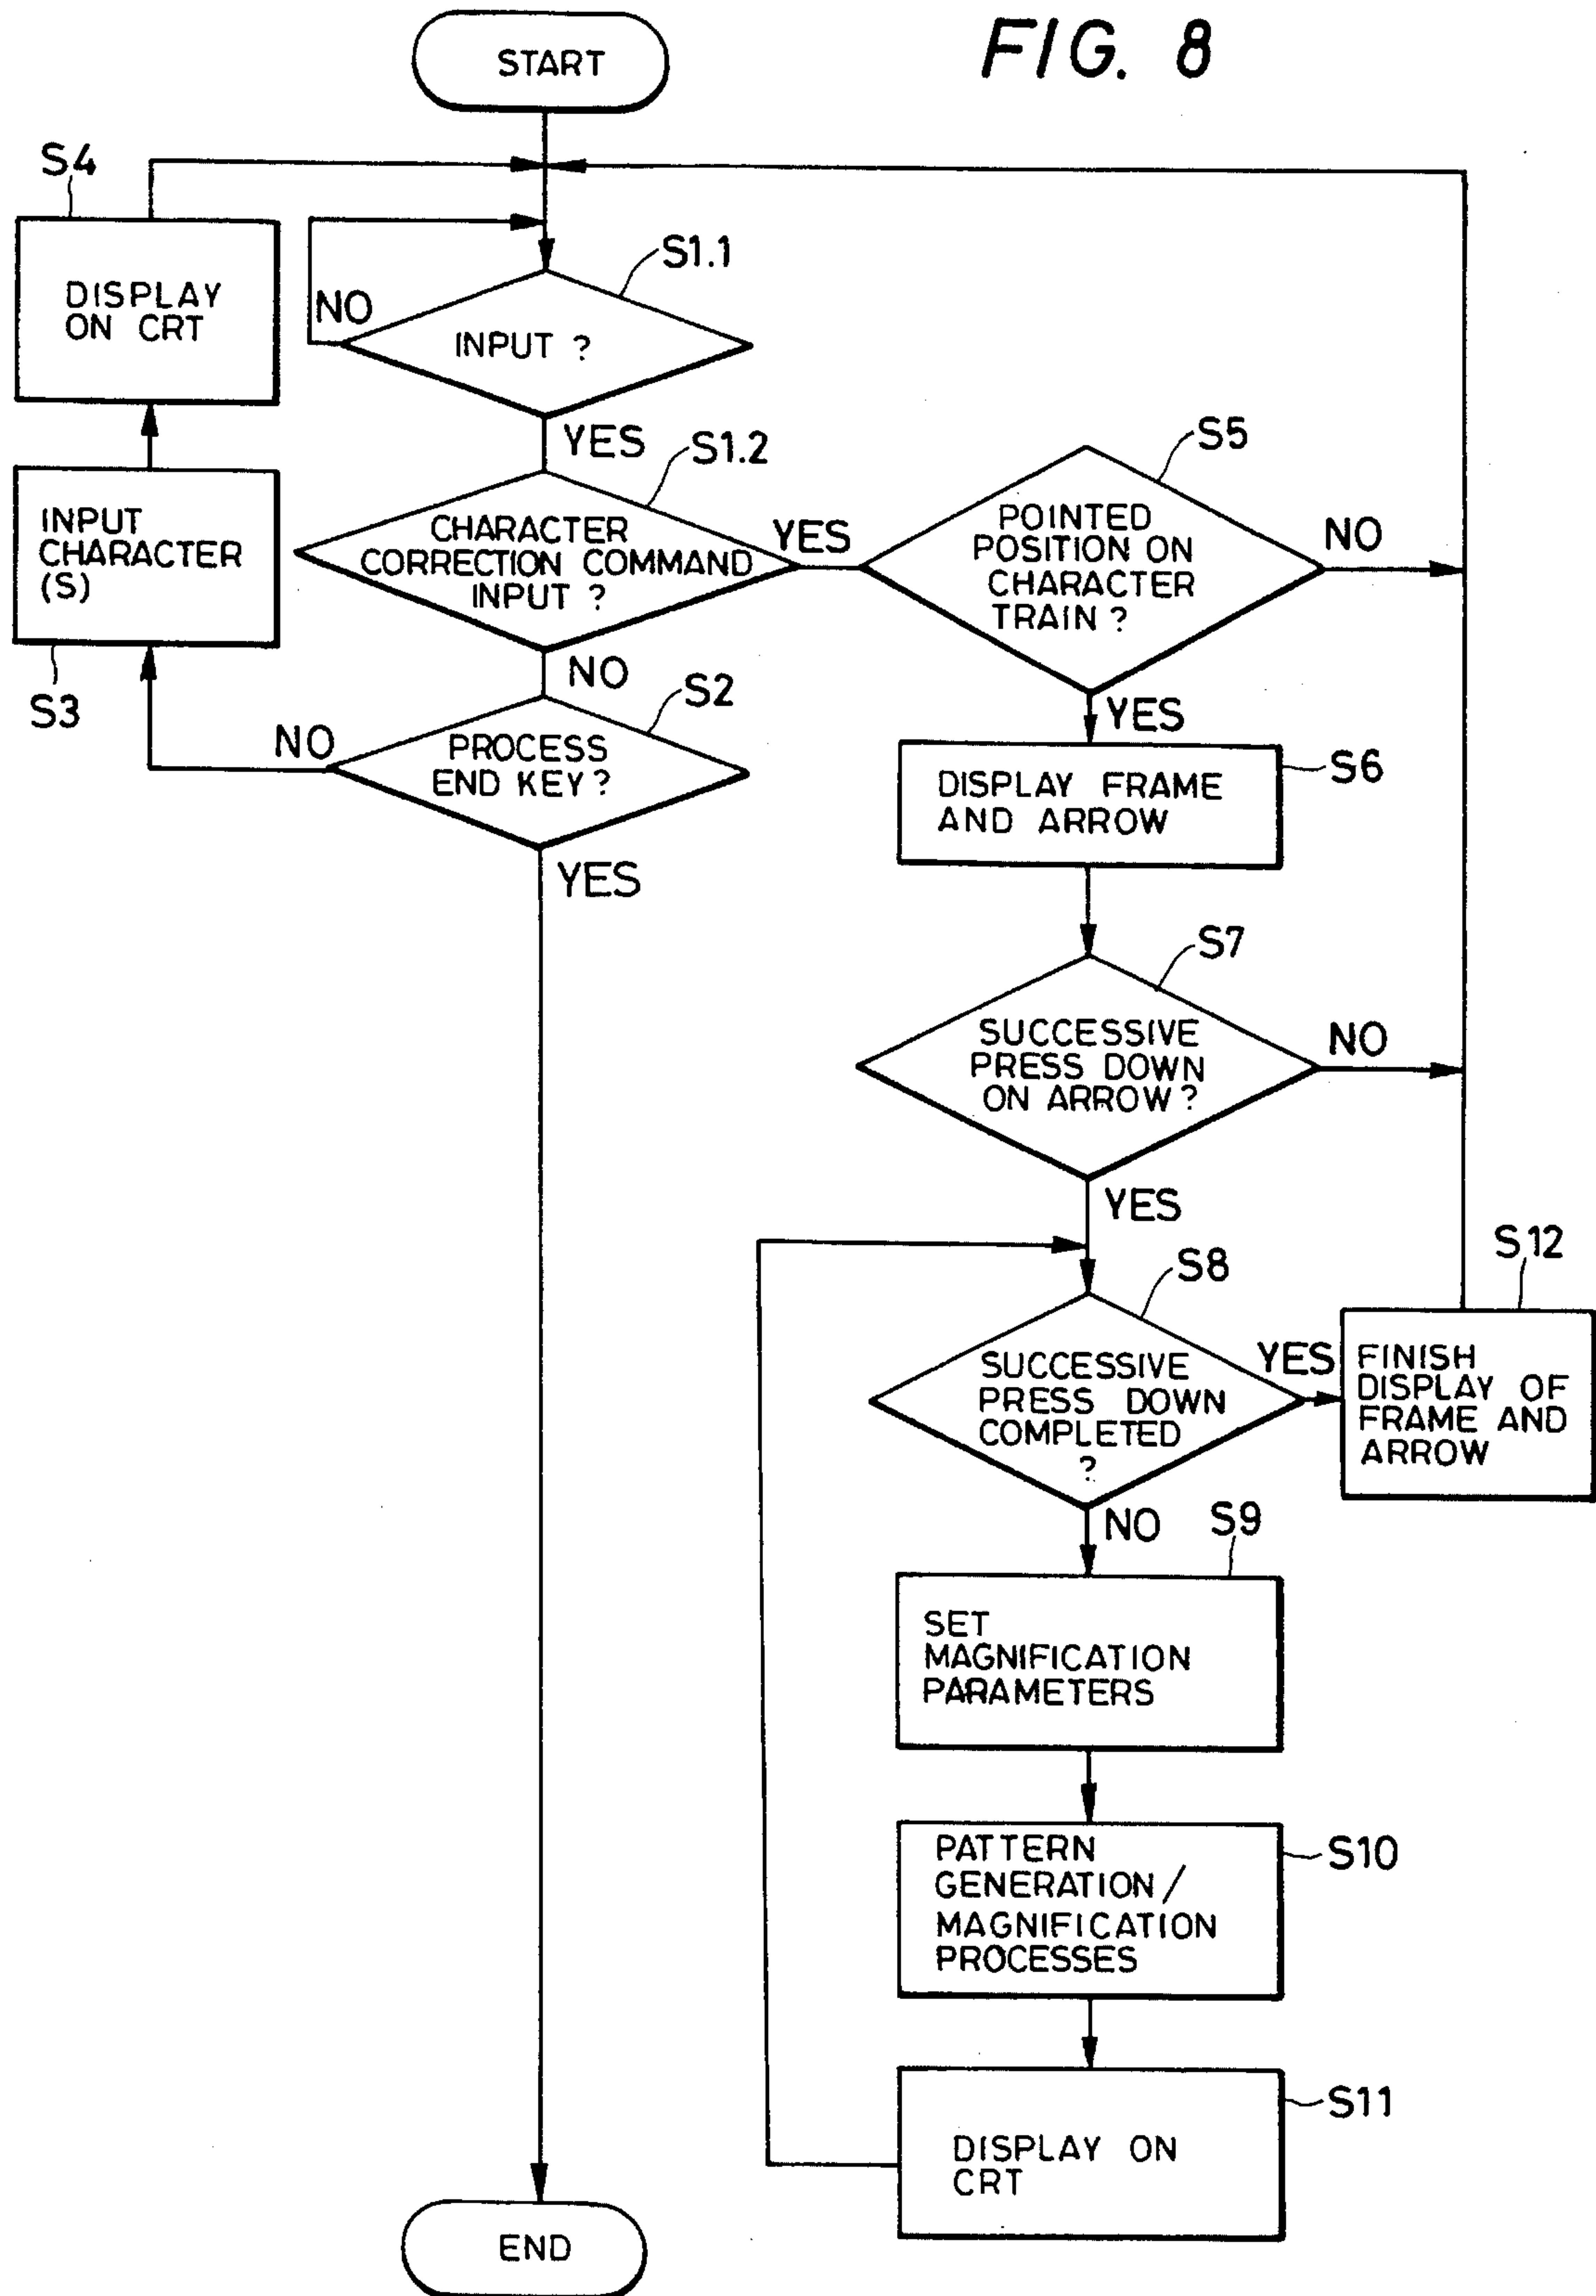 FIG. 8
START
S4
DISPLAY
ON CRT
S1.1
NO
INPUT ?
YES
S1.2
CHARACTER
CORRECTION COMMAND
INPUT ?
YES
NO
S5
POINTED
POSITION ON
CHARACTER
TRAIN ?
NO
YES
INPUT
CHARACTER
(S)
S3
S2
PROCESS
END KEY ?
NO
YES
S6
DISPLAY FRAME
AND ARROW
S7
SUCCESSIVE
PRESS DOWN
ON ARROW ?
NO
YES
S8
SUCCESSIVE
PRESS DOWN
COMPLETED
?
YES
NO
S12
FINISH
DISPLAY OF
FRAME AND
ARROW
S9
SET
MAGNIFICATION
PARAMETERS
S10
PATTERN
GENERATION /
MAGNIFICATION
PROCESSES
S11
DISPLAY ON
CRT
END